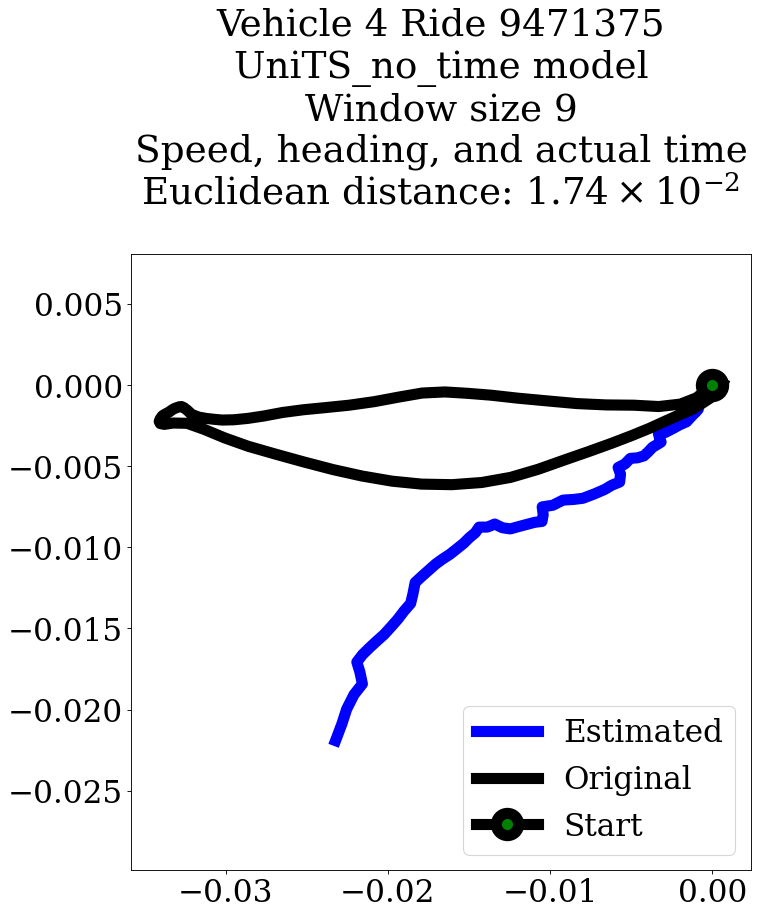 Vehicle 4 Ride 9471375
UniTS_no_time model
Window size 9
Speed, heading, and actual time
Euclidean distance: 1.74 × 10⁻²
0.005
0.000
−0.005
−0.010
−0.015
−0.020
−0.025
Estimated
Original
Start
−0.03 −0.02 −0.01 0.00